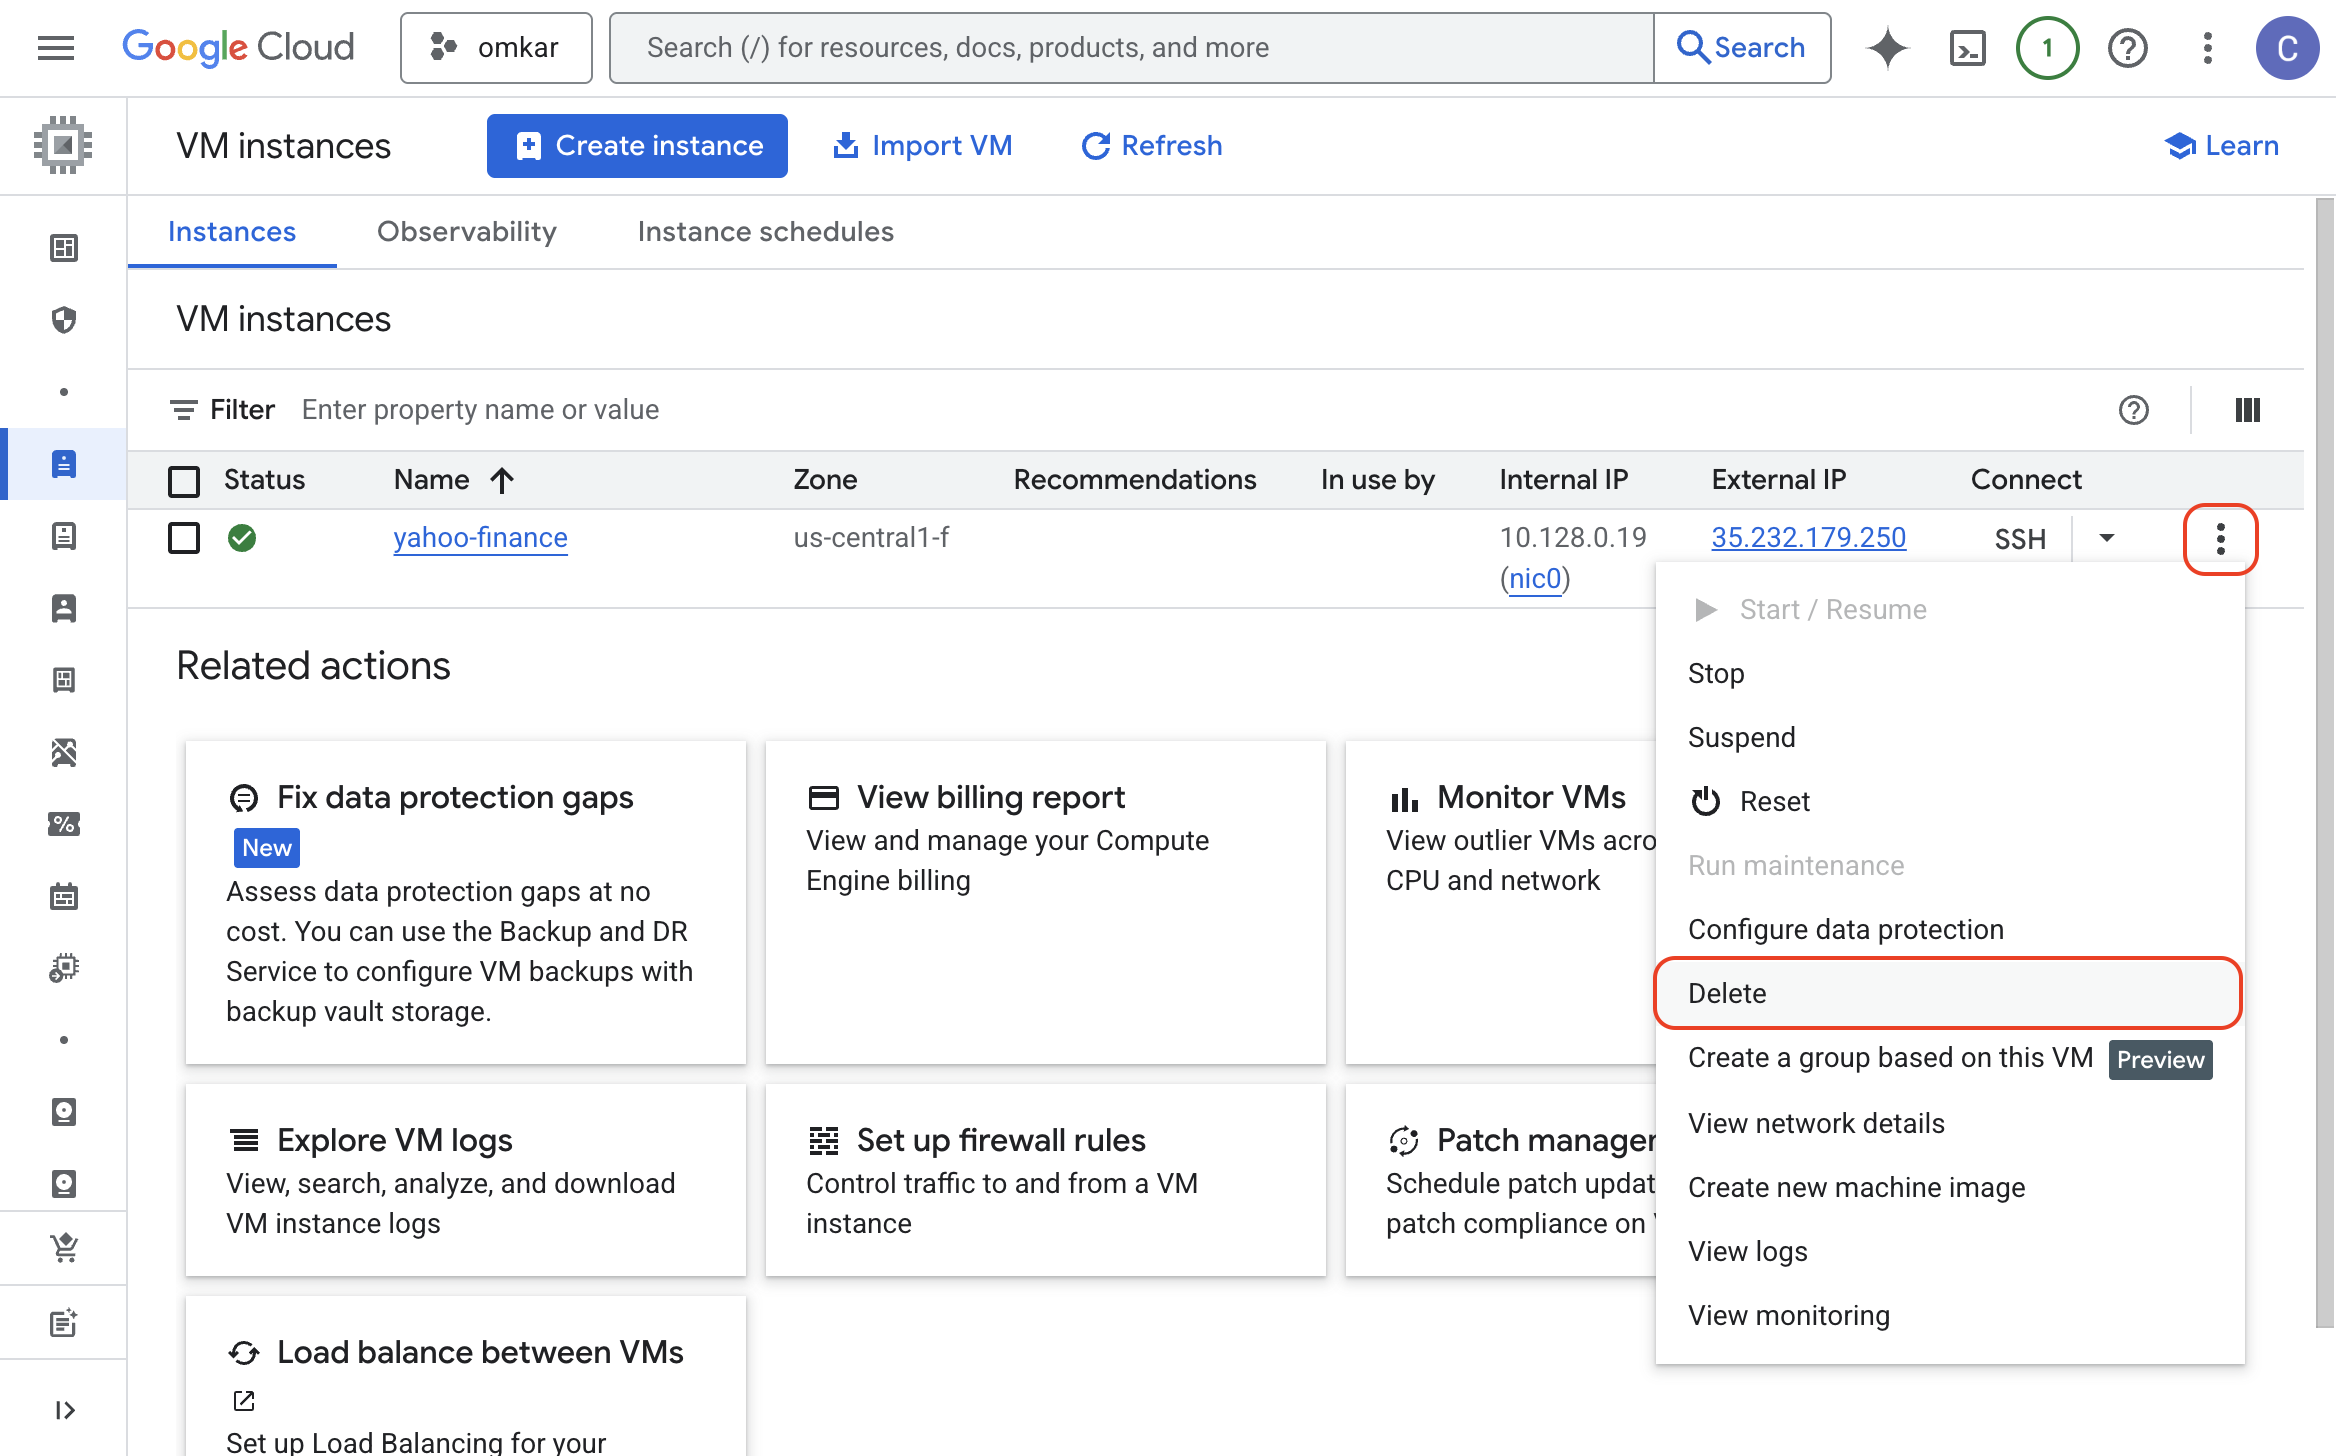 Google Cloud
omkar
Search (/) for resources, docs, products, and more
Search
1
C
VM instances
Create instance
Import VM
Refresh
Learn
Instances
Observability
Instance schedules
VM instances
Filter
Enter property name or value
Status
Name
Zone
Recommendations
In use by
Internal IP
External IP
Connect
yahoo-finance
us-central1-f
10.128.0.19
(nic0)
35.232.179.250
SSH
Start / Resume
Stop
Suspend
Reset
Run maintenance
Configure data protection
Delete
Create a group based on this VM
Preview
View network details
Create new machine image
View logs
View monitoring
Related actions
Fix data protection gaps
New
Assess data protection gaps at no
cost. You can use the Backup and DR
Service to configure VM backups with
backup vault storage.
View billing report
View and manage your Compute
Engine billing
Monitor VMs
View outlier VMs acro
CPU and network
Explore VM logs
View, search, analyze, and download
VM instance logs
Set up firewall rules
Control traffic to and from a VM
instance
Patch manager
Schedule patch updat
patch compliance on
Load balance between VMs
Set up Load Balancing for your